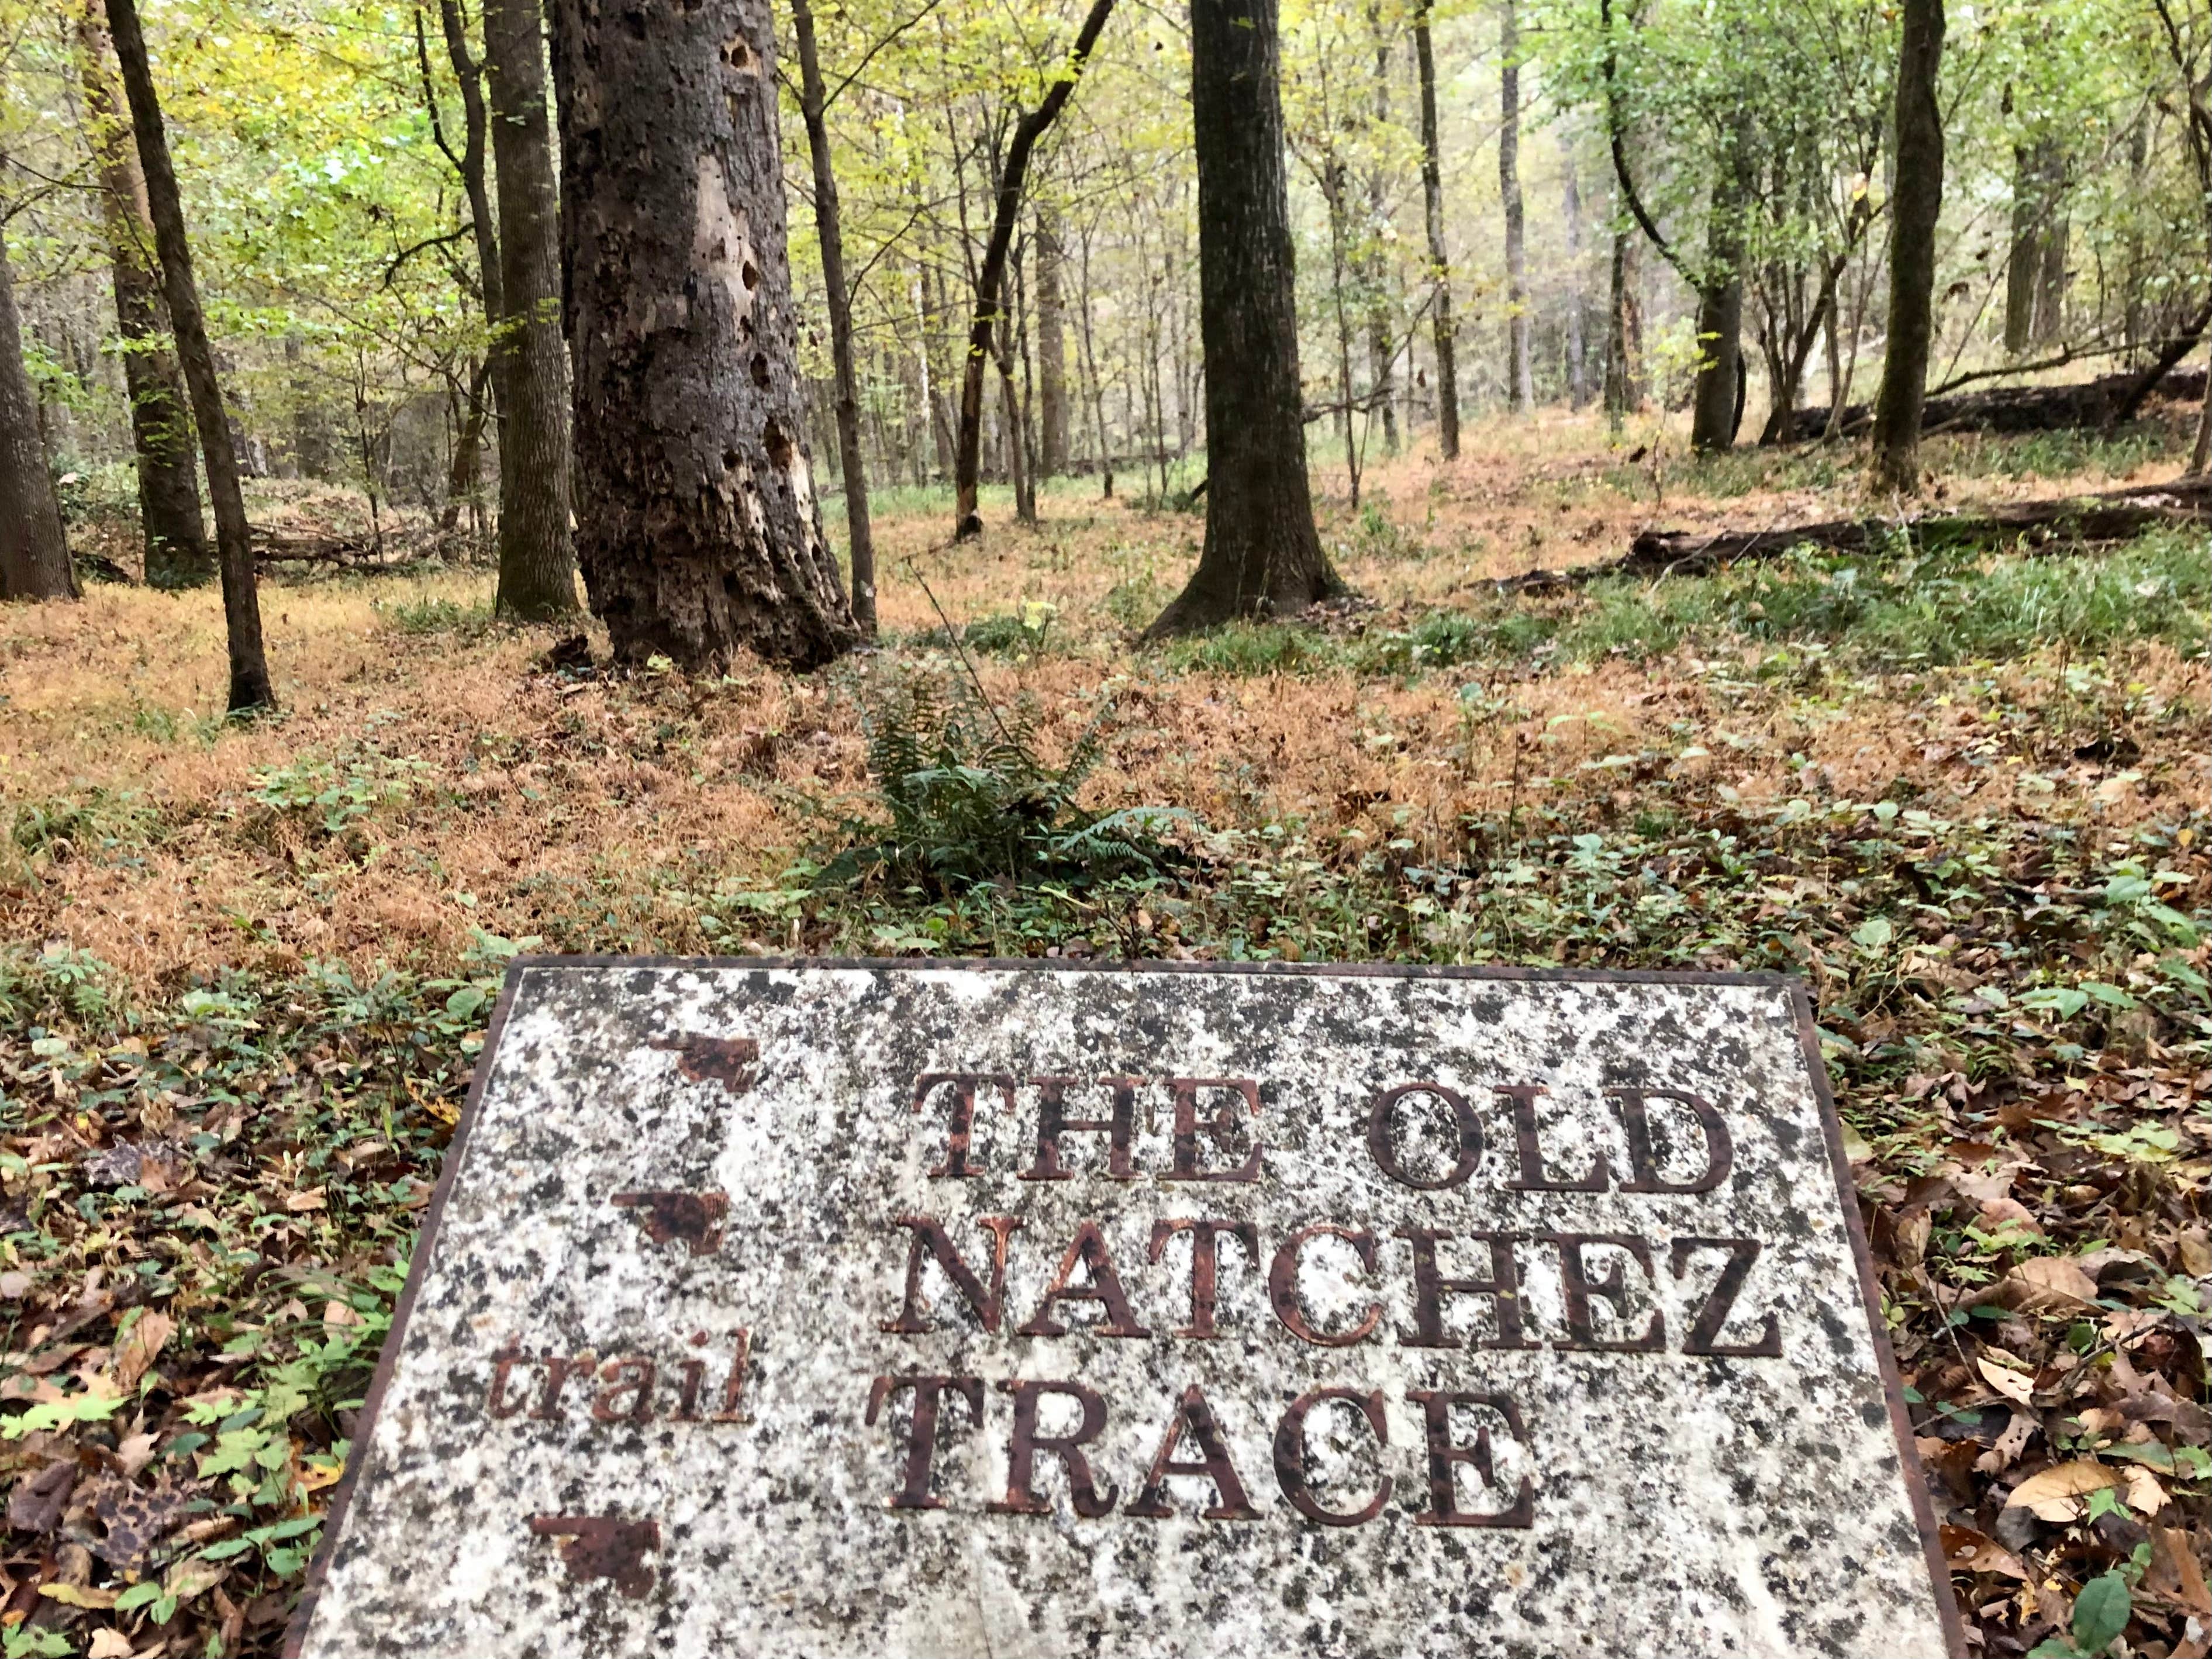 THE OLD
NATCHEZ
trail
TRACE